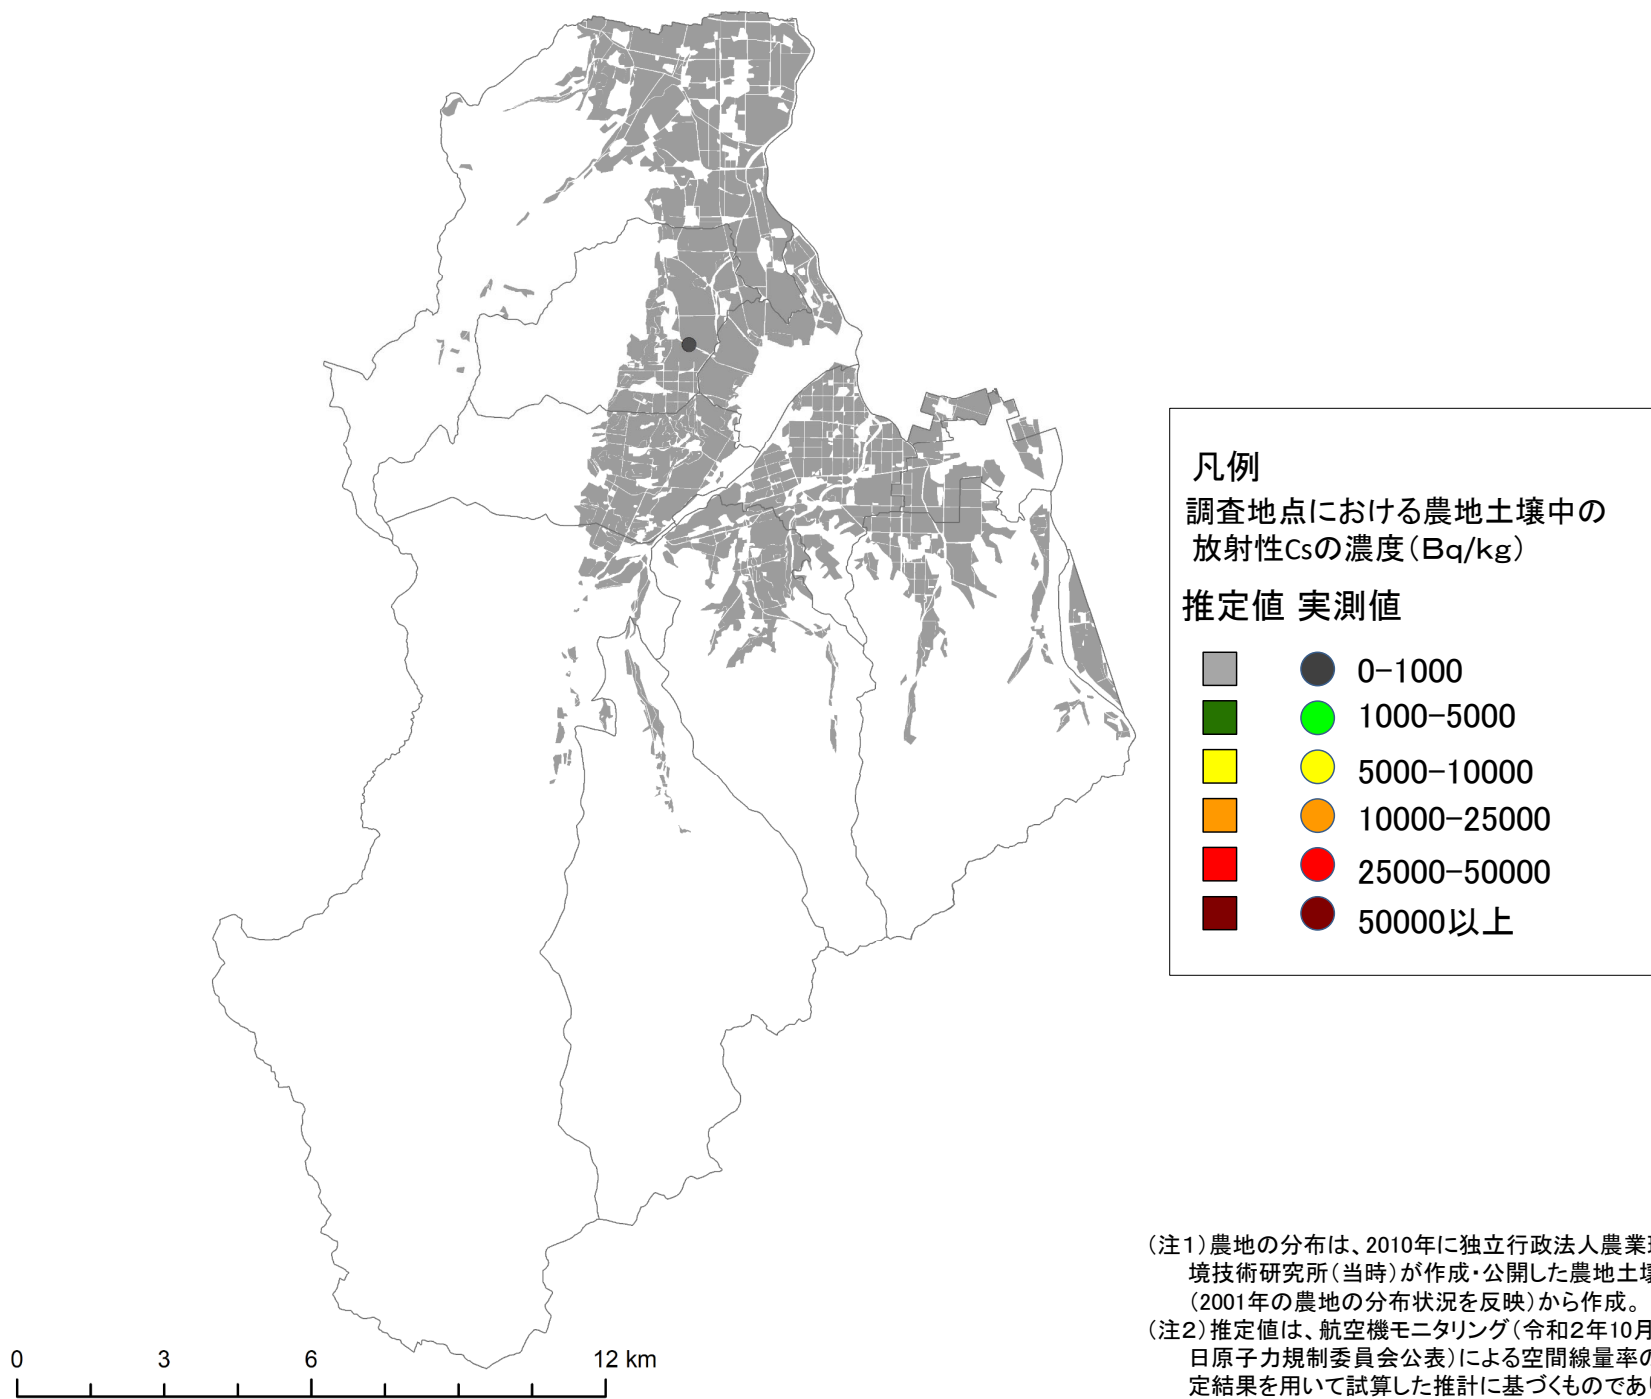 凡例
調査地点における農地土壌中の
放射性Csの濃度(Bq/kg)
推定値 実測値
0-1000
1000-5000
5000-10000
10000-25000
25000-50000
50000以上
(注1)農地の分布は、2010年に独立行政法人農業
境技術研究所(当時)が作成・公開した農地土
(2001年の農地の分布状況を反映)から作成。
(注2)推定値は、航空機モニタリング(令和2年10月
日原子力規制委員会公表)による空間線量率の
定結果を用いて試算した推計に基づくものであ
0 3 6 12 km